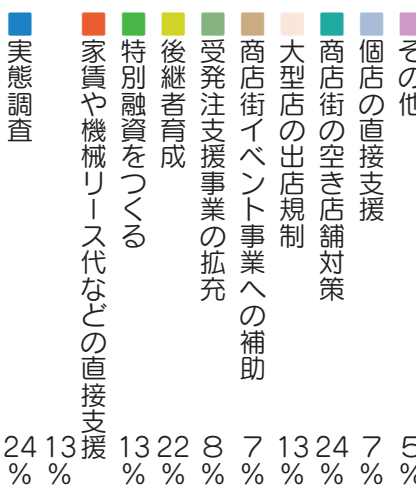 その他 5%
個店の直接支援 7%
商店街の空き店舗対策 24%
大型店の出店規制 13%
商店街イベント事業への補助 7%
受発注支援事業の拡充 8%
後継者育成 22%
特別融資をつくる 13%
家賃や機械リース代などの直接支援 13%
実態調査 24%